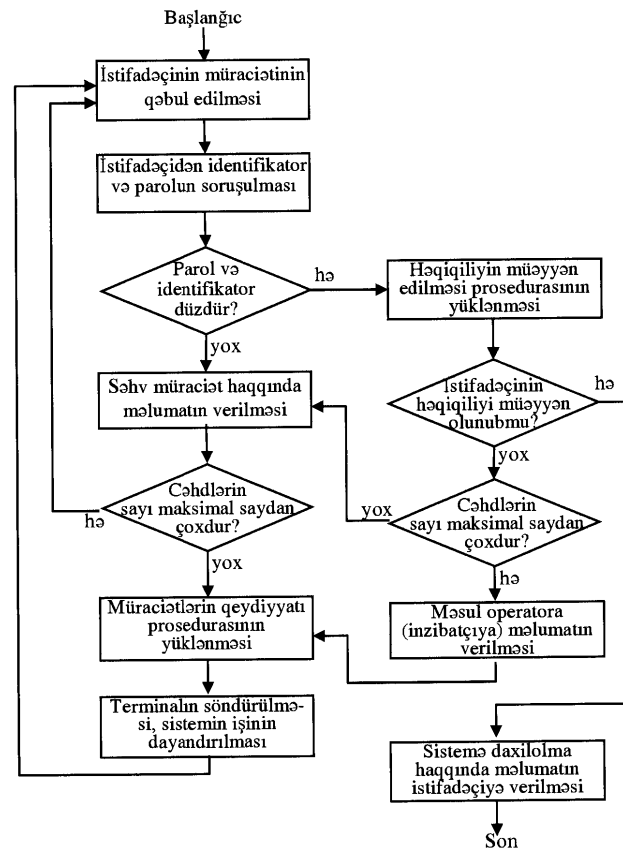 Başlanğıc
İstifadəçinin müraciətinin
qəbul edilməsi
İstifadəçidən identifikator
və parolun soruşulması
Parol və
identifikator
düzdür?
hə
yox
Həqiqiliyin müəyyən
edilməsi prosedurasının
yüklənməsi
Səhv müraciət haqqında
məlumatın verilməsi
İstifadəçinin
həqiqiliyi müəyyən
olunubmu?
hə
yox
Cəhdlərin
sayı maksimal saydan
çoxdur?
hə
yox
Cəhdlərin
sayı maksimal saydan
çoxdur?
yox
hə
Müraciətlərin qeydiyyatı
prosedurasının
yüklənməsi
Məsul operatora
(inzibatçıya) məlumatın
verilməsi
Terminalın söndürülmə-
si, sistemin işinin
dayandırılması
Sistemə daxilolma
haqqında məlumatın
istifadəçiyə verilməsi
Son